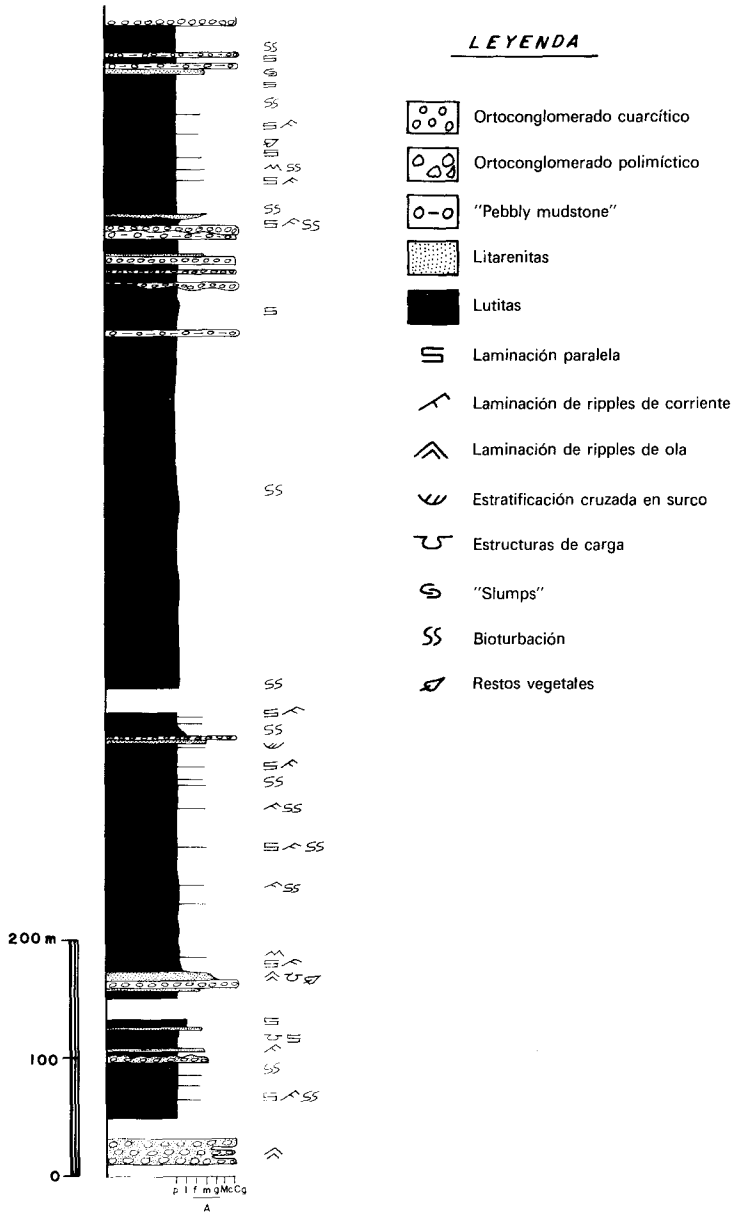 LEYENDA
Ortoconglomerado cuarcítico
Ortoconglomerado polimíctico
"Pebbly mudstone"
Litarenitas
Lutitas
Laminación paralela
Laminación de ripples de corriente
Laminación de ripples de ola
Estratificación cruzada en surco
Estructuras de carga
"Slumps"
Bioturbación
Restos vegetales
200 m
100
0
p l f m g Mc Cg
A